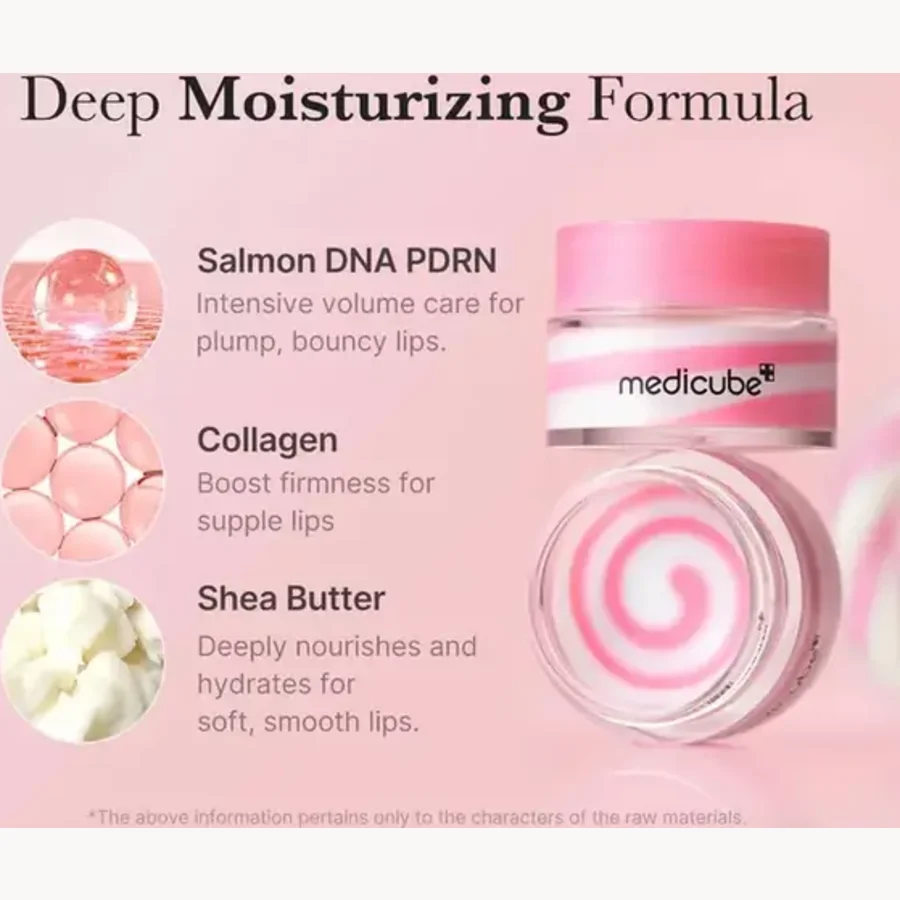 Deep Moisturizing Formula
Salmon DNA PDRN
Intensive volume care for
plump, bouncy lips.
Collagen
Boost firmness for
supple lips
Shea Butter
Deeply nourishes and
hydrates for
soft, smooth lips.
medicube
*The above information pertains only to the characters of the raw materials.